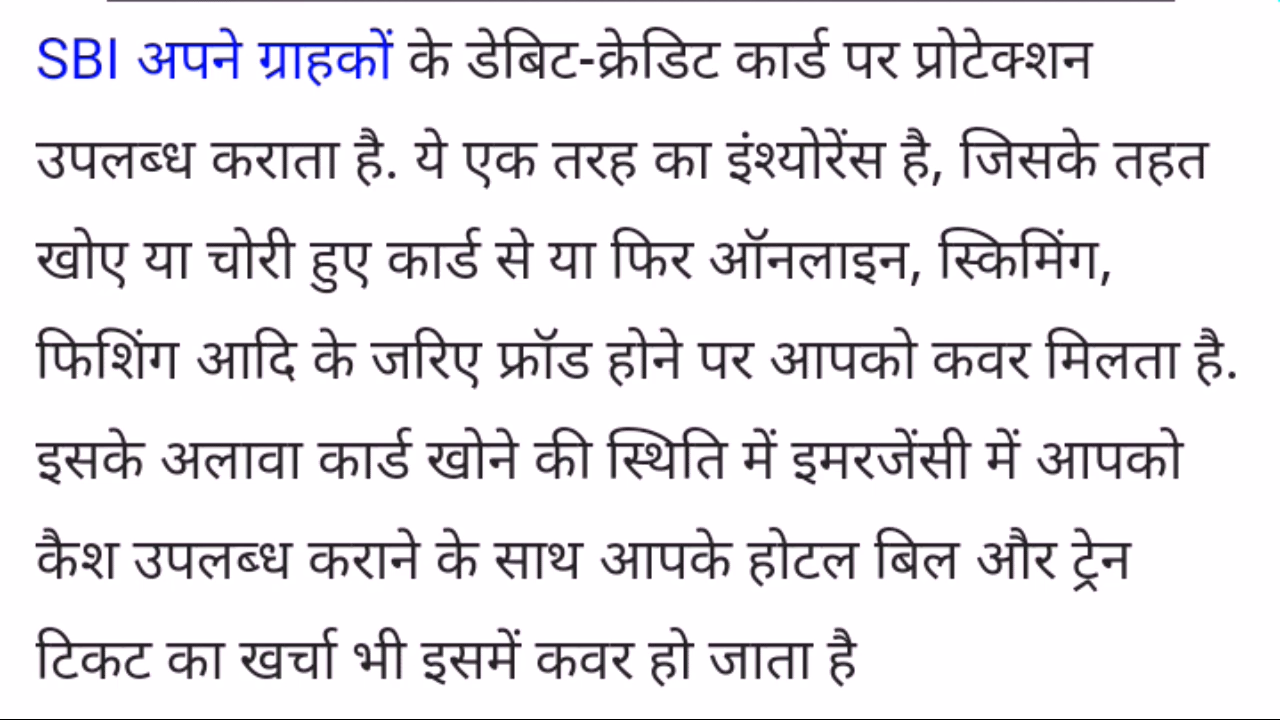 SBI अपने ग्राहकों के डेबिट-क्रेडिट कार्ड पर प्रोटेक्शन
उपलब्ध कराता है. ये एक तरह का इंश्योरेंस है, जिसके तहत
खोए या चोरी हुए कार्ड से या फिर ऑनलाइन, स्किमिंग,
फिशिंग आदि के जरिए फ्रॉड होने पर आपको कवर मिलता है.
इसके अलावा कार्ड खोने की स्थिति में इमरजेंसी में आपको
कैश उपलब्ध कराने के साथ आपके होटल बिल और ट्रेन
टिकट का खर्चा भी इसमें कवर हो जाता है